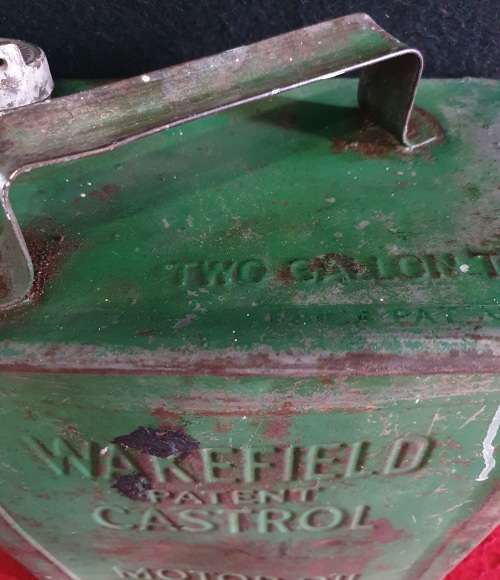 TWO GALLON T
WAKEFIELD
PATENT
CASTROL